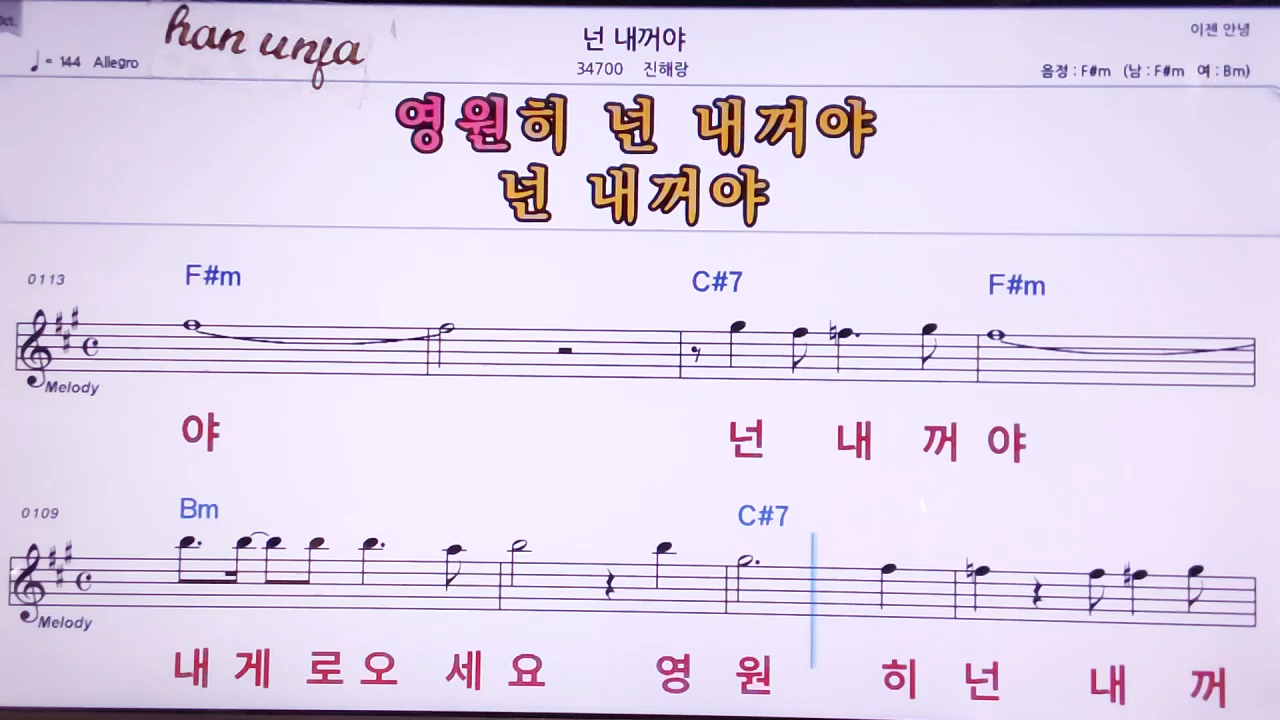 han unja
넌 내꺼야
이젠 안녕
♩= 144 Allegro
34700 진해랑
음정 : F#m (남 : F#m 여 : Bm)
영원히 넌 내꺼야
넌 내꺼야
0113
F#m C#7 F#m
Melody
야 넌 내 꺼 야
0109
Bm C#7
Melody
내 게 로 오 세 요 영 원 히 넌 내 꺼